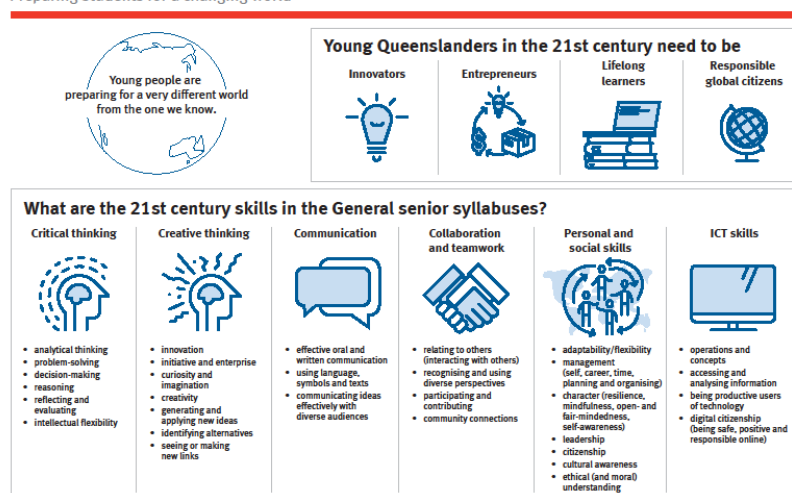 Preparing students for a changing world
Young people are
preparing for a very different world
from the one we know.
Young Queenslanders in the 21st century need to be
Innovators
Entrepreneurs
Lifelong
learners
Responsible
global citizens
What are the 21st century skills in the General senior syllabuses?
Critical thinking
• analytical thinking
• problem-solving
• decision-making
• reasoning
• reflecting and
evaluating
• intellectual flexibility
Creative thinking
• innovation
• initiative and enterprise
• curiosity and
imagination
• creativity
• generating and
applying new ideas
• identifying alternatives
• seeing or making
new links
Communication
• effective oral and
written communication
• using language,
symbols and texts
• communicating ideas
effectively with
diverse audiences
Collaboration
and teamwork
• relating to others
(interacting with others)
• recognising and using
diverse perspectives
• participating and
contributing
• community connections
Personal and
social skills
• adaptability/flexibility
• management
(self, career, time,
planning and organising)
• character (resilience,
mindfulness, open- and
fair-mindedness,
self-awareness)
• leadership
• citizenship
• cultural awareness
• ethical (and moral)
understanding
ICT skills
• operations and
concepts
• accessing and
analysing information
• being productive users
of technology
• digital citizenship
(being safe, positive and
responsible online)